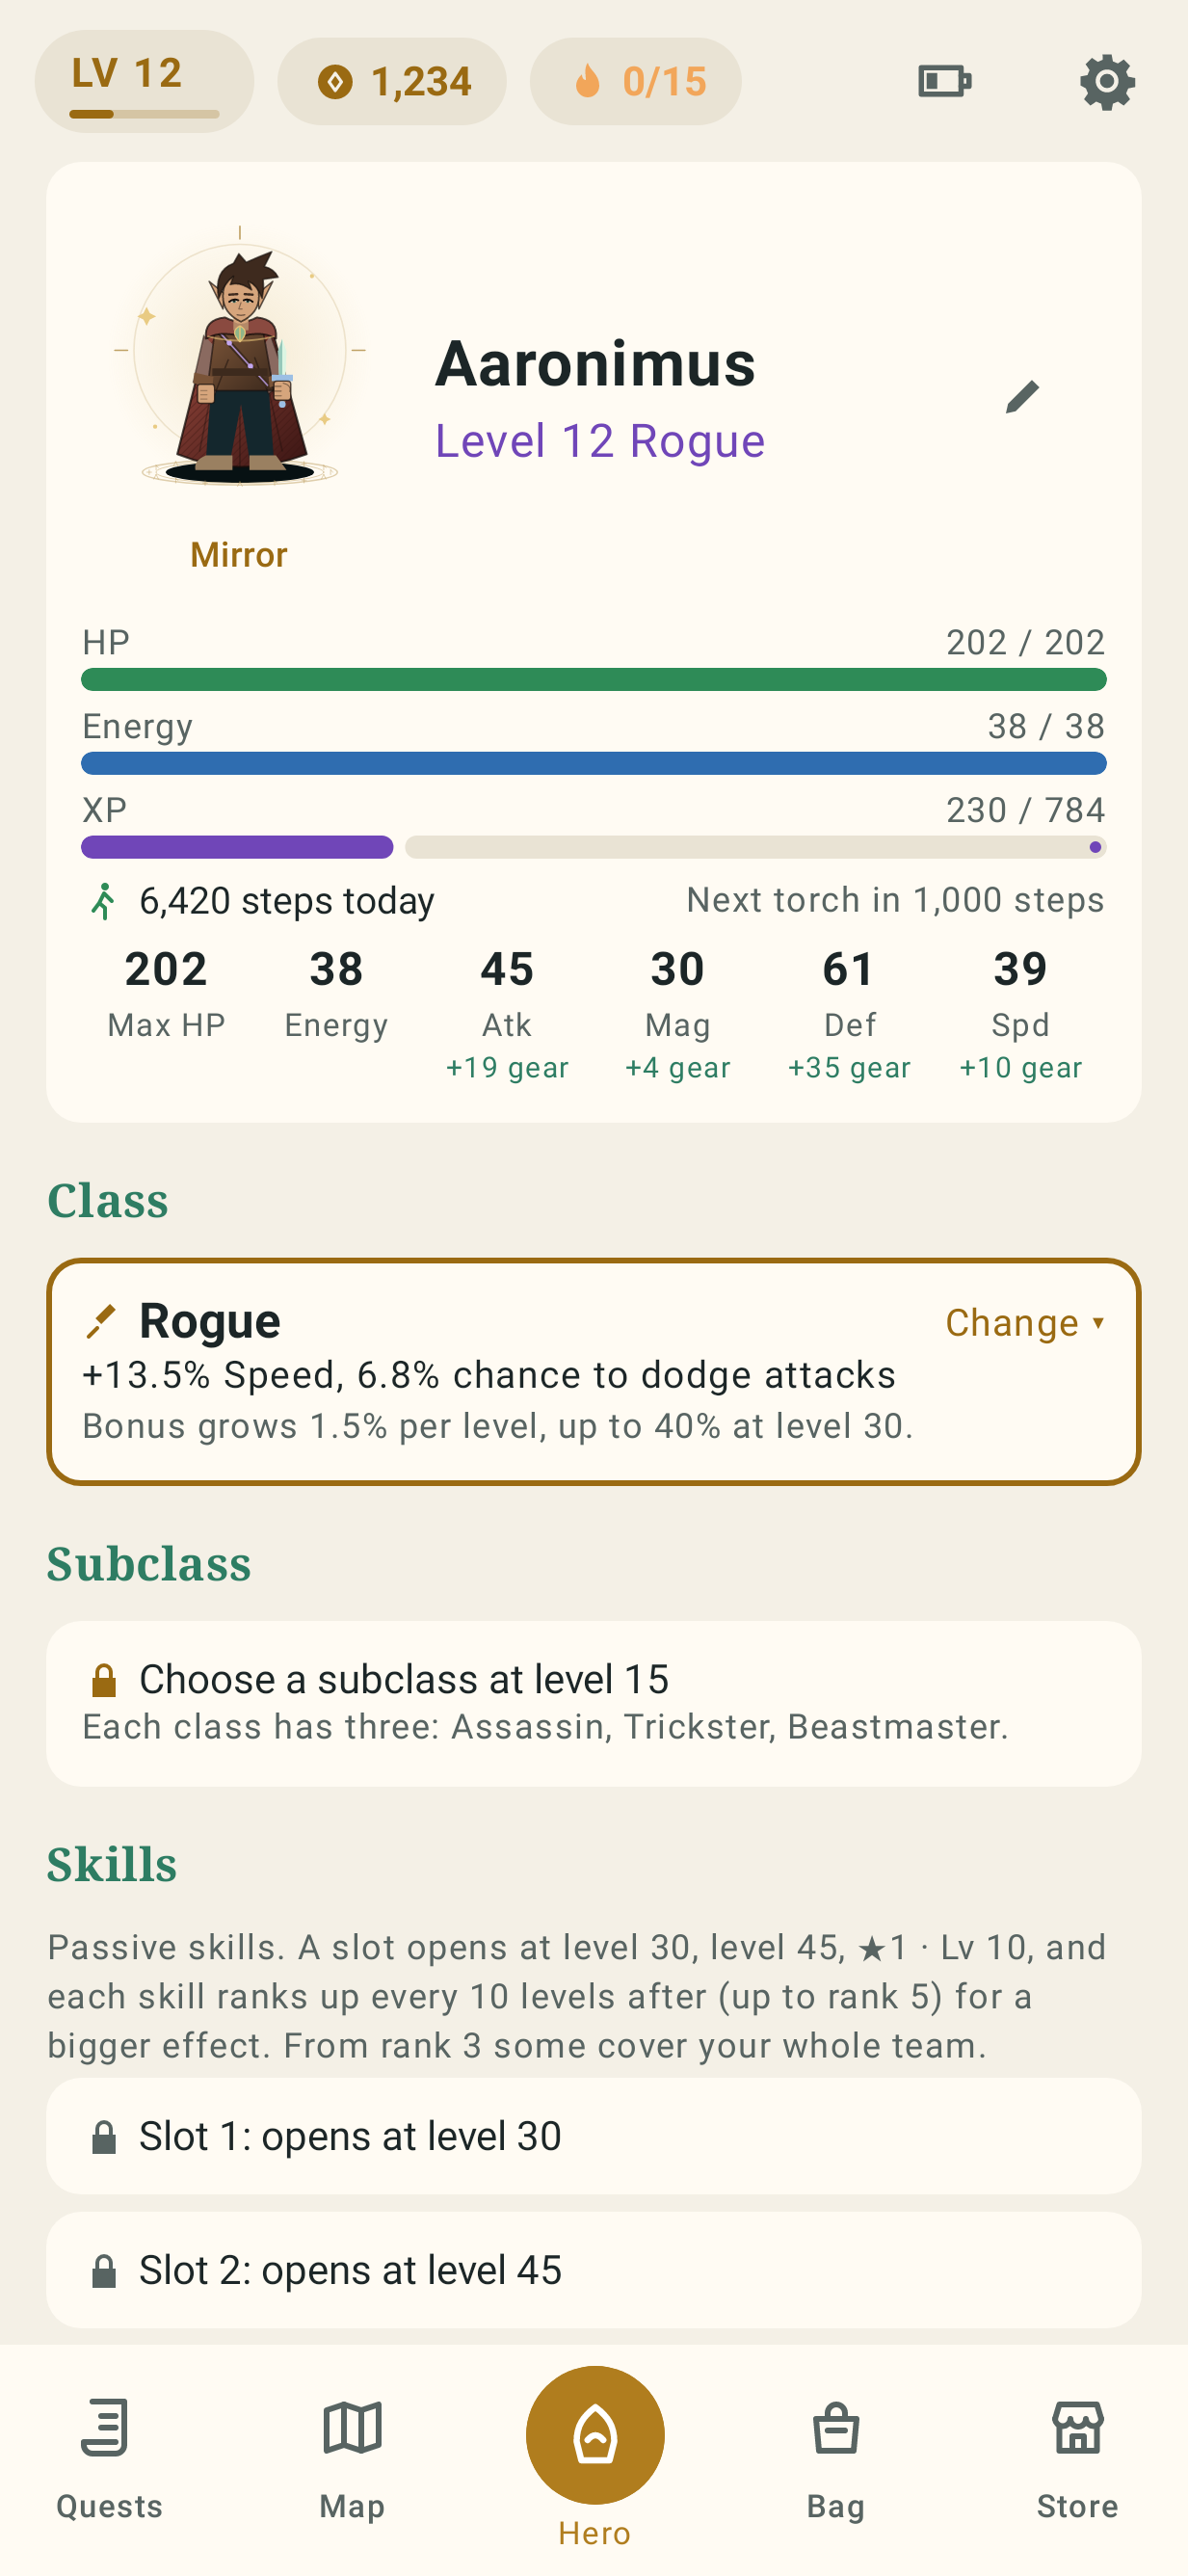 LV 12
1,234
0/15
Aaronimus
Level 12 Rogue
Mirror
HP 202 / 202
Energy 38 / 38
XP 230 / 784
6,420 steps today Next torch in 1,000 steps
202 38 45 30 61 39
Max HP Energy Atk Mag Def Spd
+19 gear +4 gear +35 gear +10 gear
Class
Rogue Change ▾
+13.5% Speed, 6.8% chance to dodge attacks
Bonus grows 1.5% per level, up to 40% at level 30.
Subclass
Choose a subclass at level 15
Each class has three: Assassin, Trickster, Beastmaster.
Skills
Passive skills. A slot opens at level 30, level 45, ★1 · Lv 10, and
each skill ranks up every 10 levels after (up to rank 5) for a
bigger effect. From rank 3 some cover your whole team.
Slot 1: opens at level 30
Slot 2: opens at level 45
Quests Map Hero Bag Store